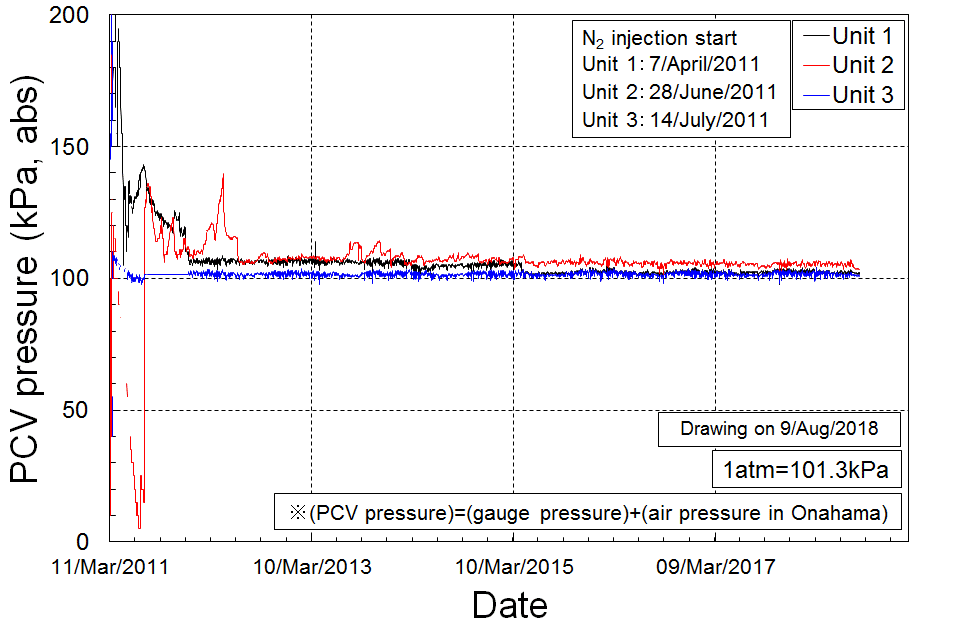 200
150
100
50
0
PCV pressure (kPa, abs)
N2 injection start
Unit 1: 7/April/2011
Unit 2: 28/June/2011
Unit 3: 14/July/2011
Unit 1
Unit 2
Unit 3
Drawing on 9/Aug/2018
1atm=101.3kPa
※(PCV pressure)=(gauge pressure)+(air pressure in Onahama)
11/Mar/2011
10/Mar/2013
10/Mar/2015
09/Mar/2017
Date